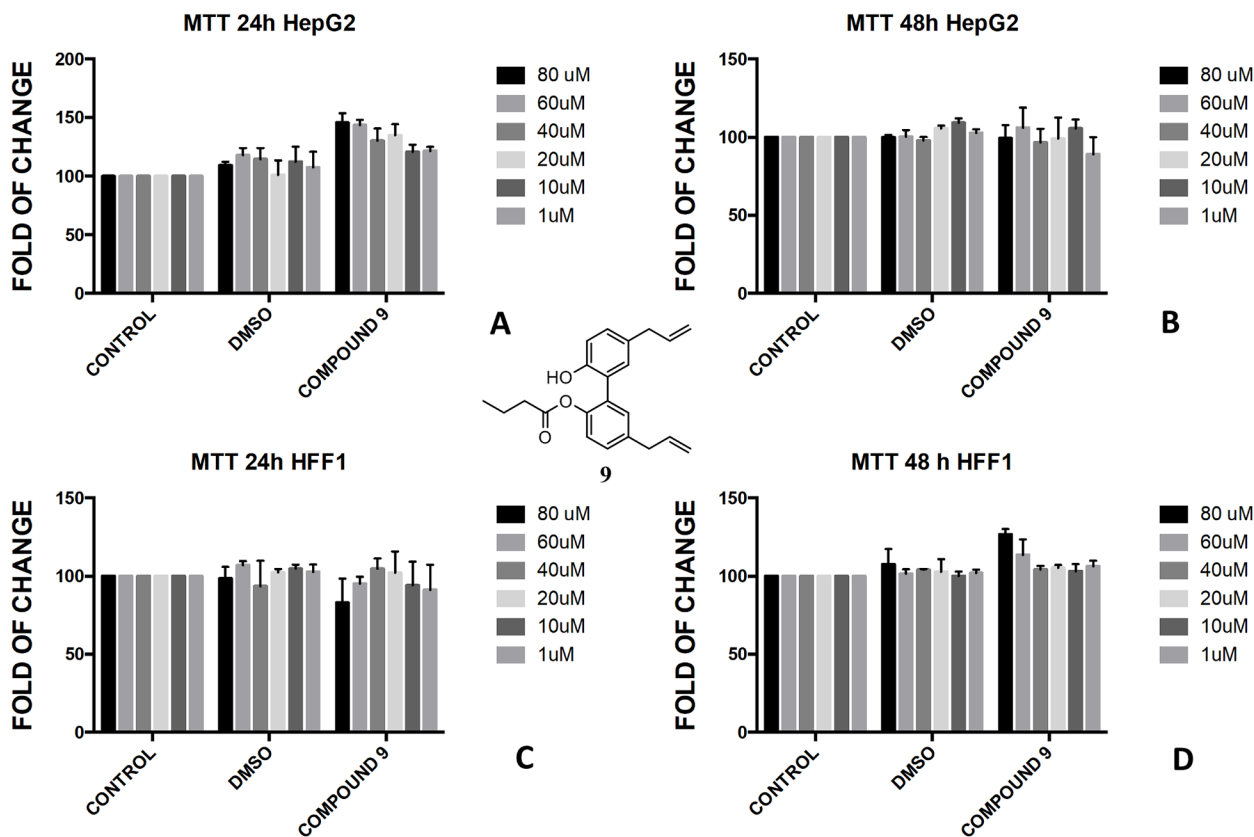 MTT 24h HepG2
FOLD OF CHANGE
200
150
100
50
0
CONTROL
DMSO
COMPOUND 9
80 uM
60uM
40uM
20uM
10uM
1uM
A
MTT 48h HepG2
FOLD OF CHANGE
150
100
50
0
CONTROL
DMSO
COMPOUND 9
80 uM
60uM
40uM
20uM
10uM
1uM
B
HO
O
O
9
MTT 24h HFF1
FOLD OF CHANGE
150
100
50
0
CONTROL
DMSO
COMPOUND 9
80 uM
60uM
40uM
20uM
10uM
1uM
C
MTT 48 h HFF1
FOLD OF CHANGE
150
100
50
0
CONTROL
DMSO
COMPOUND 9
80 uM
60uM
40uM
20uM
10uM
1uM
D